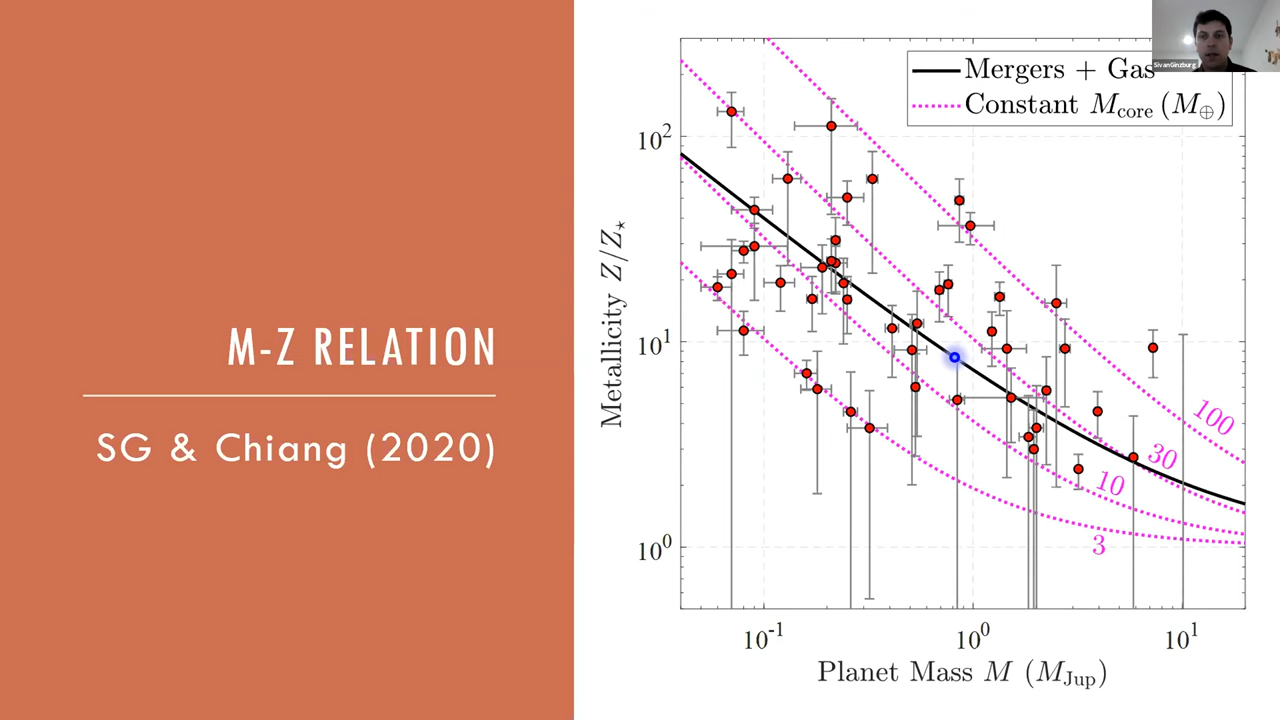 M-Z RELATION
SG & Chiang (2020)
SivanGinzburg
Mergers + Gas
Constant M_core (M_⊕)
10^2
10^1
10^0
Metallicity Z/Z_⋆
100
30
10
3
10^-1
10^0
10^1
Planet Mass M (M_Jup)